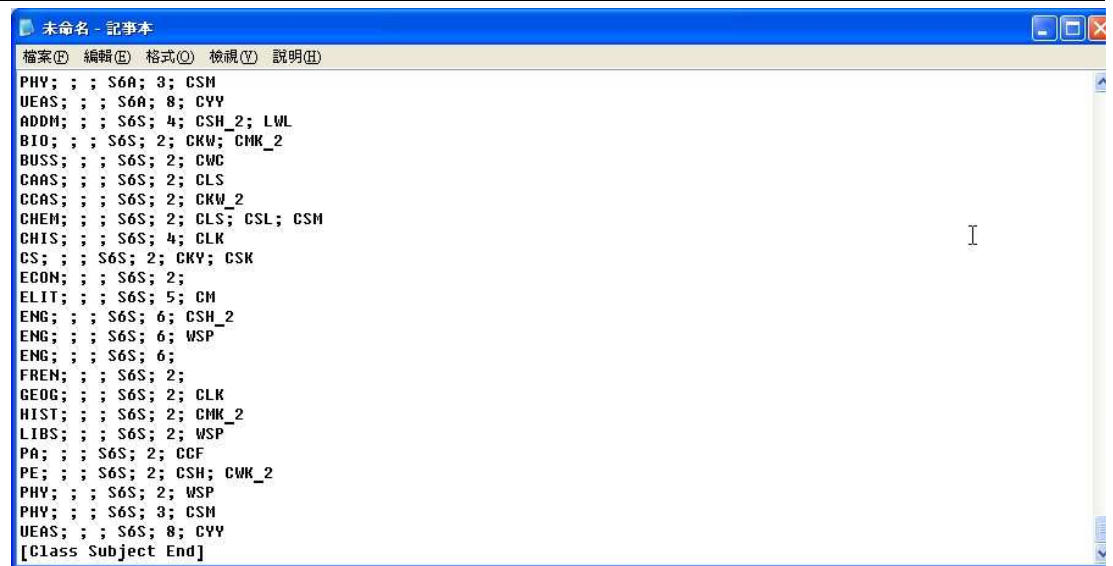 未命名 - 記事本
檔案(F) 編輯(E) 格式(O) 檢視(V) 說明(H)
PHY; ; ; S6A; 3; CSM
UEAS; ; ; S6A; 8; CYY
ADDM; ; ; S6S; 4; CSH_2; LWL
BIO; ; ; S6S; 2; CKW; CMK_2
BUSS; ; ; S6S; 2; CWC
CAAS; ; ; S6S; 2; CLS
CCAS; ; ; S6S; 2; CKW_2
CHEM; ; ; S6S; 2; CLS; CSL; CSM
CHIS; ; ; S6S; 4; CLK
CS; ; ; S6S; 2; CKY; CSK
ECON; ; ; S6S; 2;
ELIT; ; ; S6S; 5; CM
ENG; ; ; S6S; 6; CSH_2
ENG; ; ; S6S; 6; WSP
ENG; ; ; S6S; 6;
FREN; ; ; S6S; 2;
GEOG; ; ; S6S; 2; CLK
HIST; ; ; S6S; 2; CMK_2
LIBS; ; ; S6S; 2; WSP
PA; ; ; S6S; 2; CCF
PE; ; ; S6S; 2; CSH; CWK_2
PHY; ; ; S6S; 2; WSP
PHY; ; ; S6S; 3; CSM
UEAS; ; ; S6S; 8; CYY
[Class Subject End]